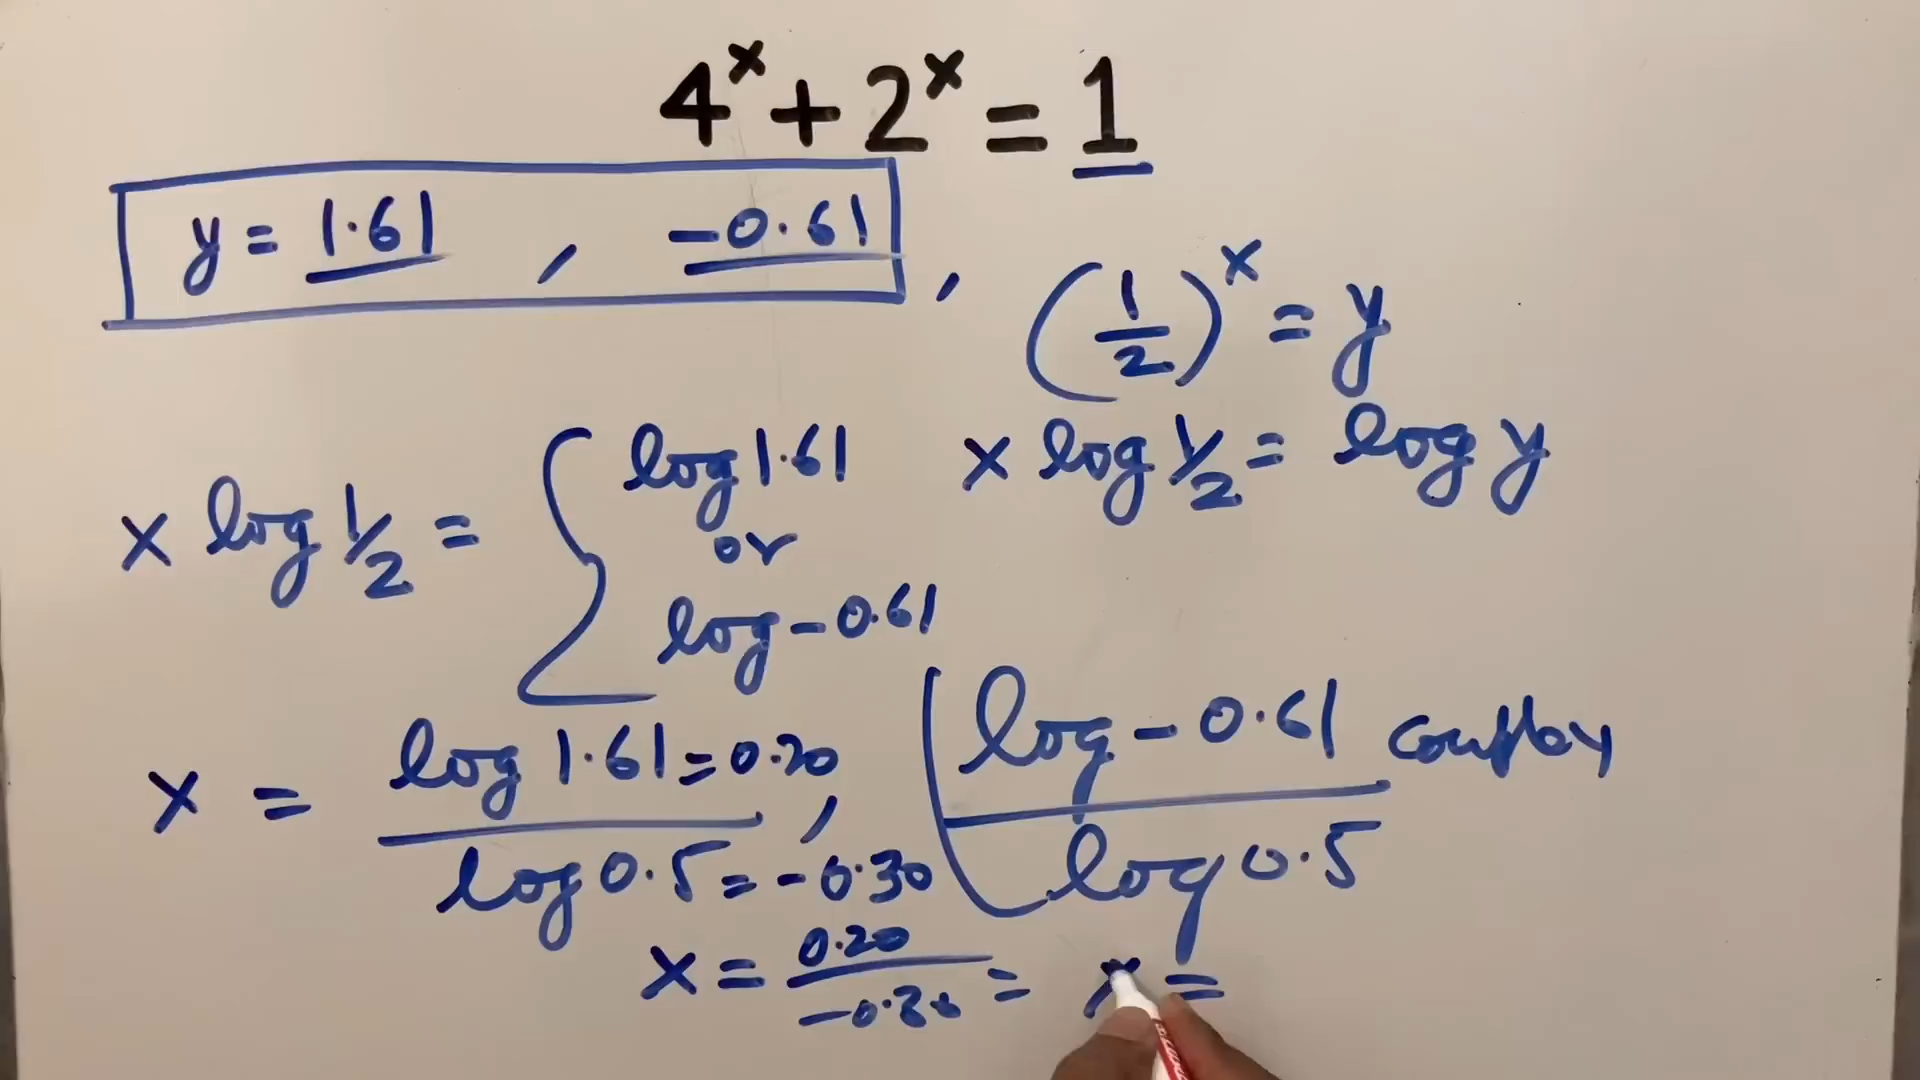 4^x + 2^x = 1
y = 1.61 , -0.61 ,
(1/2)^x = y
x log 1/2 = log y
x log 1/2 = { log 1.61
or
log -0.61
x = log 1.61 = 0.20 / log 0.5 = -0.30 , log -0.61 / log 0.5 complex
x = 0.20 / -0.30 = x =